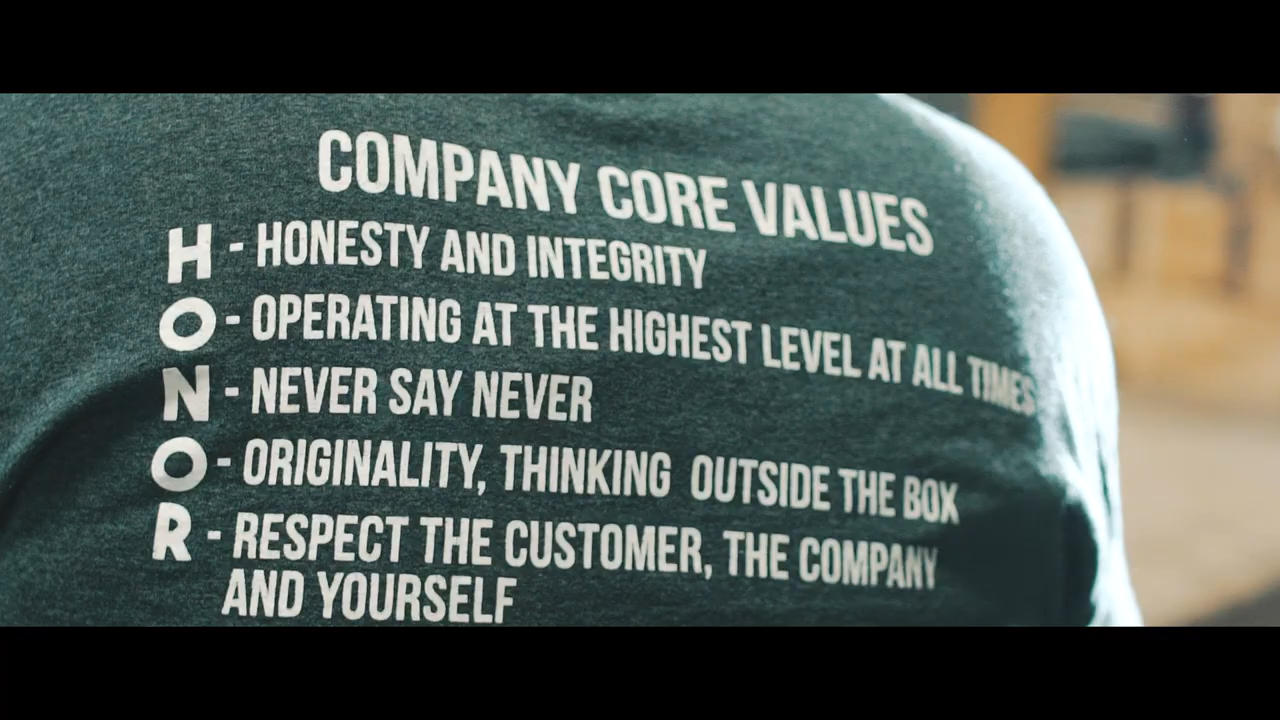 COMPANY CORE VALUES
H - HONESTY AND INTEGRITY
O - OPERATING AT THE HIGHEST LEVEL AT ALL TIMES
N - NEVER SAY NEVER
O - ORIGINALITY, THINKING OUTSIDE THE BOX
R - RESPECT THE CUSTOMER, THE COMPANY
AND YOURSELF